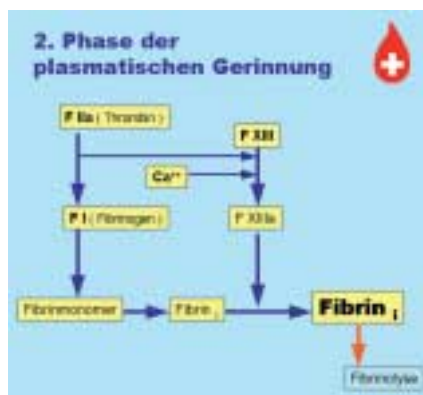 2. Phase der
plasmatischen Gerinnung
F IIa ( Thrombin )
F XIII
Ca++
F I ( Fibrinogen )
F XIIIa
Fibrinmonomer
Fibrin i
Fibrin i
Fibrinolyse